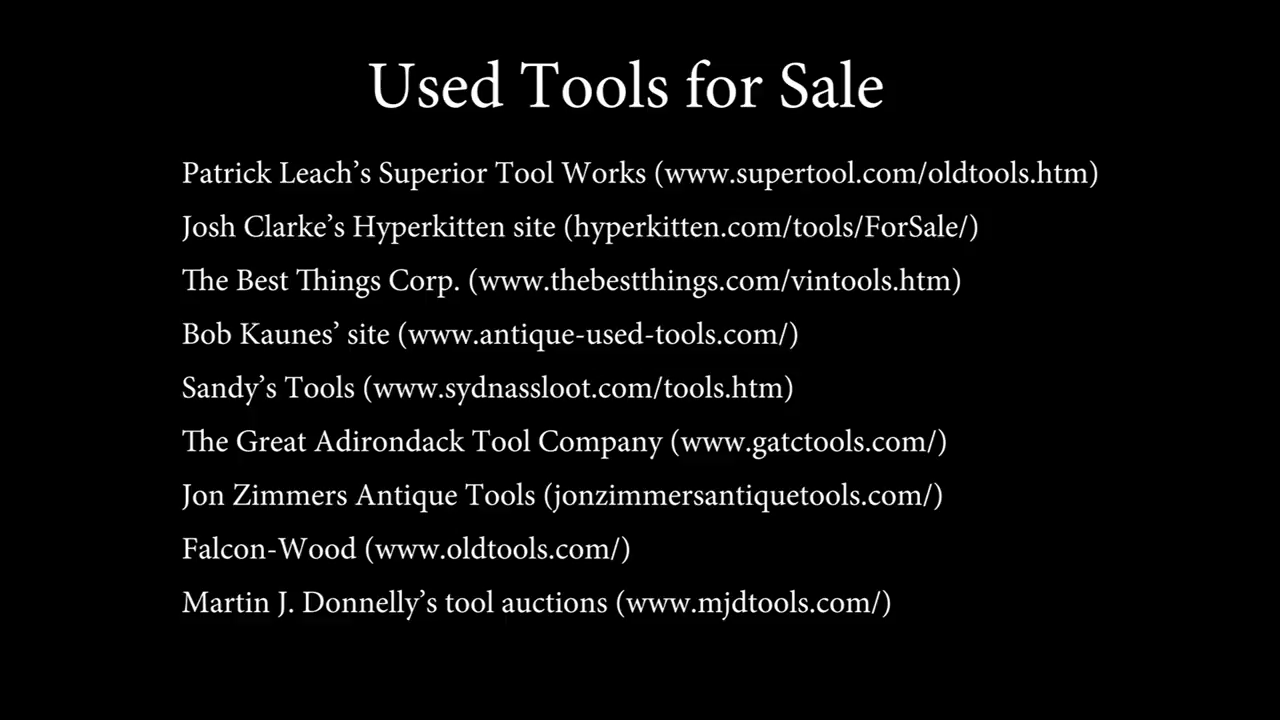 Used Tools for Sale
Patrick Leach’s Superior Tool Works (www.supertool.com/oldtools.htm)
Josh Clarke’s Hyperkitten site (hyperkitten.com/tools/ForSale/)
The Best Things Corp. (www.thebestthings.com/vintools.htm)
Bob Kaunes’ site (www.antique-used-tools.com/)
Sandy’s Tools (www.sydnassloot.com/tools.htm)
The Great Adirondack Tool Company (www.gatctools.com/)
Jon Zimmers Antique Tools (jonzimmersantiquetools.com/)
Falcon-Wood (www.oldtools.com/)
Martin J. Donnelly’s tool auctions (www.mjdtools.com/)